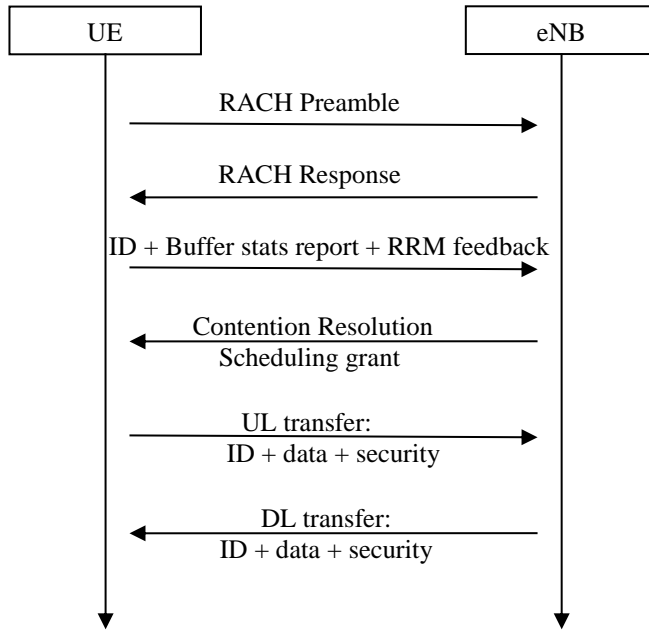 UE
eNB
RACH Preamble
RACH Response
ID + Buffer stats report + RRM feedback
Contention Resolution
Scheduling grant
UL transfer:
ID + data + security
DL transfer:
ID + data + security